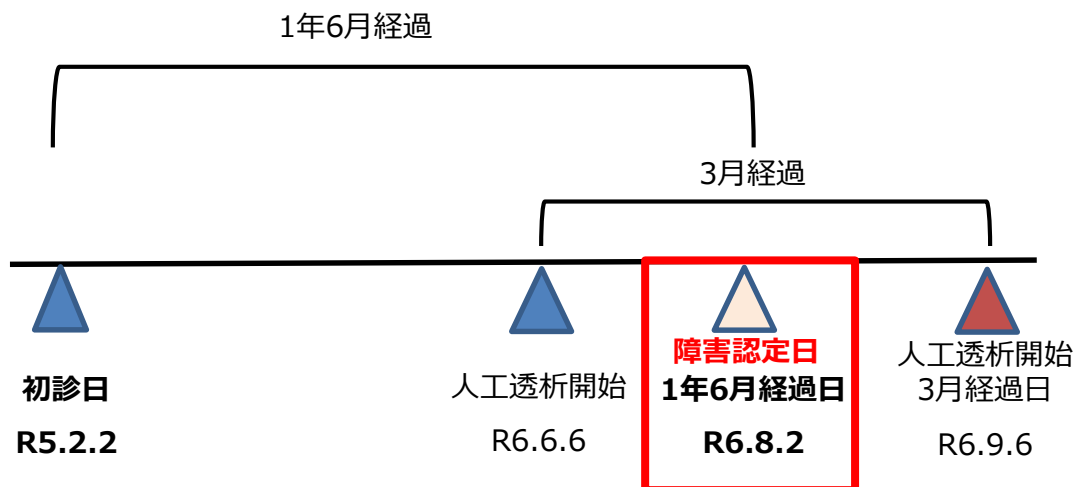 1年6月経過
3月経過
初診日
R5.2.2
人工透析開始
R6.6.6
障害認定日
1年6月経過日
R6.8.2
人工透析開始
3月経過日
R6.9.6